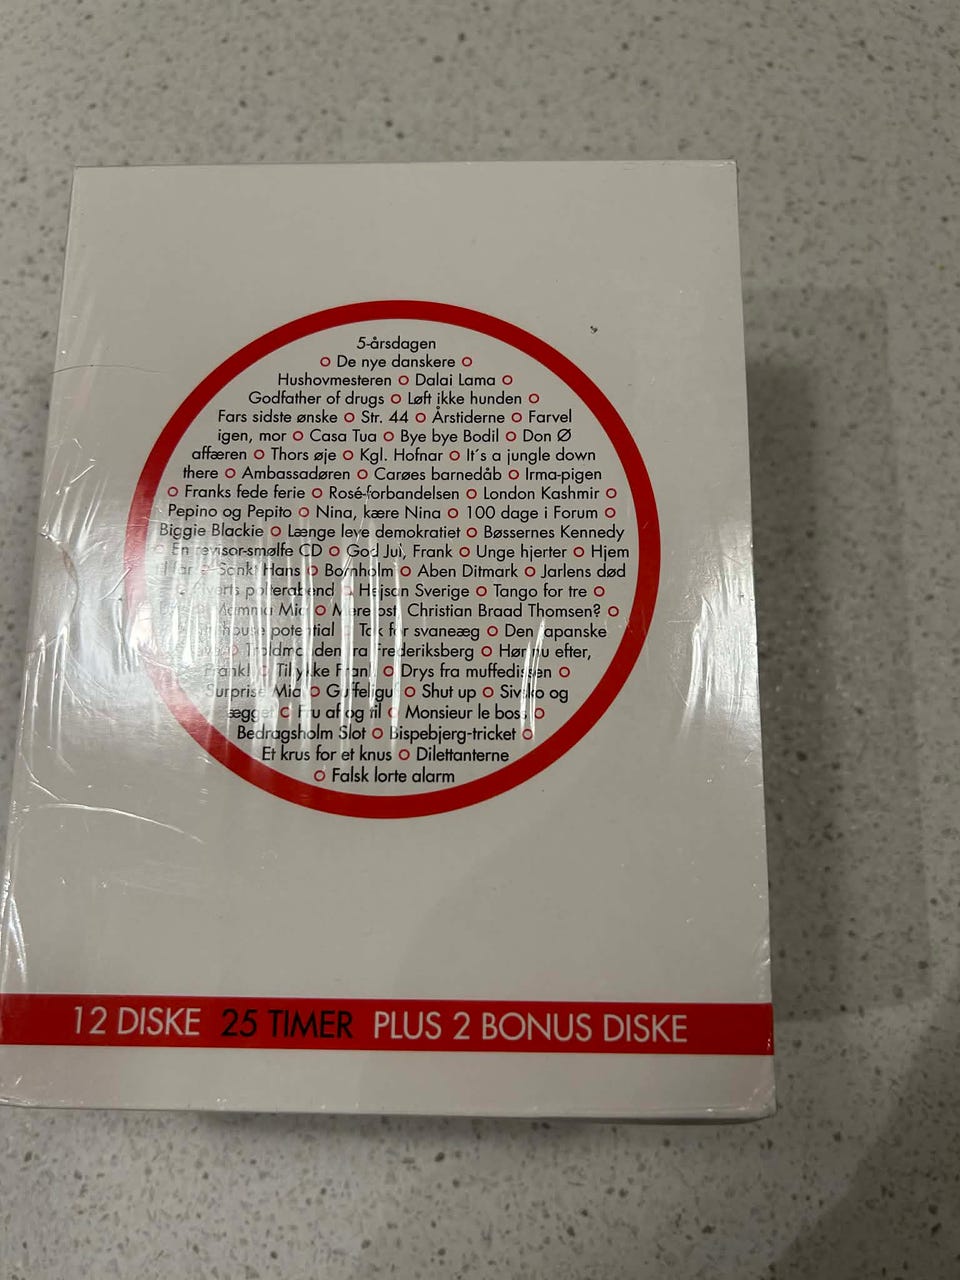 5-årsdagen
o De nye danskere o
Hushovmesteren o Dalai Lama o
Godfather of drugs o Løft ikke hunden o
Fars sidste ønske o Str. 44 o Årstiderne o Farvel
igen, mor o Casa Tua o Bye bye Bodil o Don Ø
affæren o Thors øje o Kgl. Hofnar o It´s a jungle down
there o Ambassadøren o Carøes barnedåb o Irma-pigen
o Franks fede ferie o Rosé-forbandelsen o London Kashmir o
Pepino og Pepito o Nina, kære Nina o 100 dage i Forum o
Biggie Blackie o Længe leve demokratiet o Bøssernes Kennedy
o En revisor-smølfe CD o God Jul, Frank o Unge hjerter o Hjem
til far o Sankt Hans o Bornholm o Aben Ditmark o Jarlens død
polterabend o Hejsan Sverige o Tango for tre o
Mamma Mia o Mere ost, Christian Braad Thomsen? o
house potential o Tak for svaneæg o Den japanske
o Troldmanden fra Frederiksberg o Hør nu efter,
Frank! o Tillykke Frank o Drys fra muffedissen o
Surprise Mia o Guffeliguf o Shut up o Sivsko og
ægget o Fru af og til o Monsieur le boss o
Bedragsholm Slot o Bispebjerg-tricket o
Et krus for et knus o Dilettanterne
o Falsk lorte alarm
12 DISKE 25 TIMER PLUS 2 BONUS DISKE